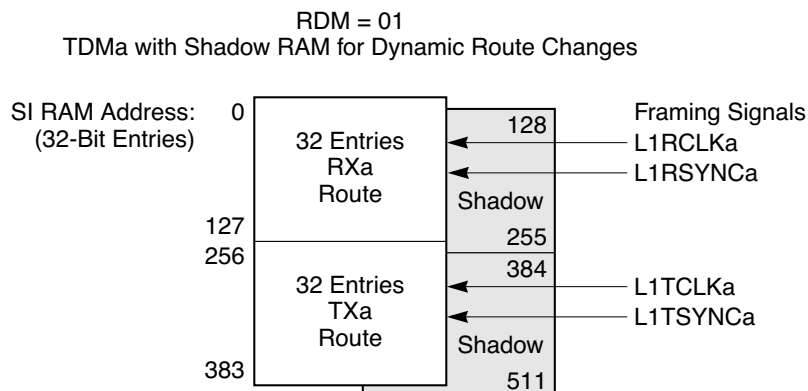 RDM = 01
TDMa with Shadow RAM for Dynamic Route Changes
SI RAM Address:
(32-Bit Entries)
0
32 Entries
RXa
Route
127
128
Shadow
255
Framing Signals
L1RCLKa
L1RSYNCa
256
32 Entries
TXa
Route
383
384
Shadow
511
L1TCLKa
L1TSYNCa